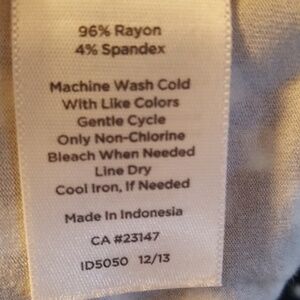 96% Rayon
4% Spandex
Machine Wash Cold
With Like Colors
Gentle Cycle
Only Non-Chlorine
Bleach When Needed
Line Dry
Cool Iron, If Needed
Made In Indonesia
CA #23147
ID5050 12/13